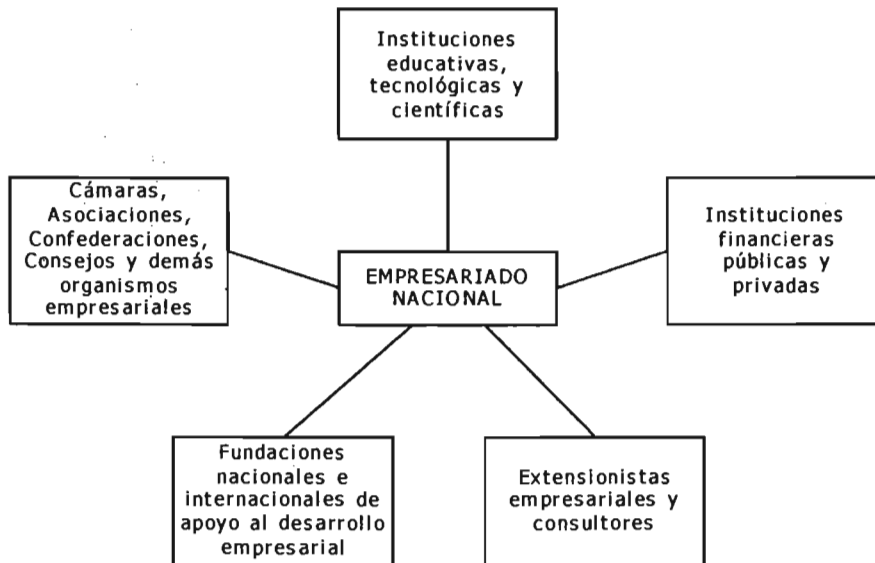 Instituciones
educativas,
tecnológicas y
científicas
Cámaras,
Asociaciones,
Confederaciones,
Consejos y demás
organismos
empresariales
EMPRESARIADO
NACIONAL
Instituciones
financieras
públicas y
privadas
Fundaciones
nacionales e
internacionales de
apoyo al desarrollo
empresarial
Extensionistas
empresariales y
consultores